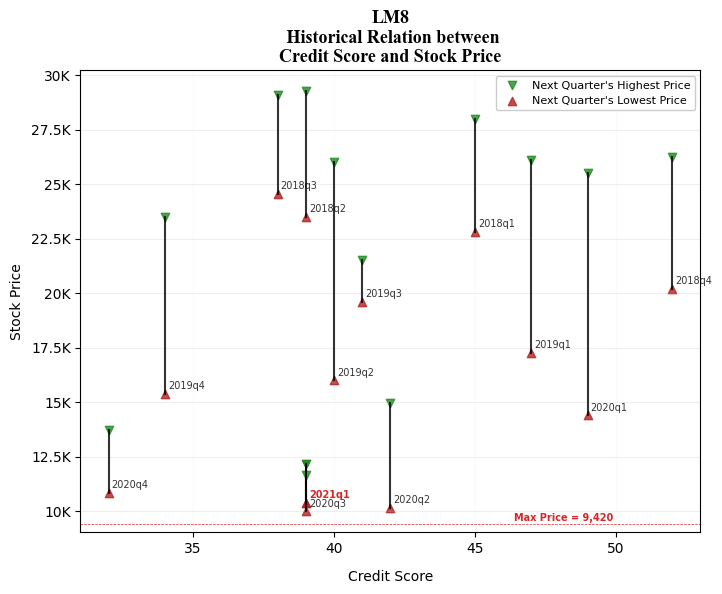 LM8
Historical Relation between
Credit Score and Stock Price
30K
27.5K
25K
22.5K
20K
17.5K
15K
12.5K
10K
Stock Price
Next Quarter's Highest Price
Next Quarter's Lowest Price
2018q3
2018q2
2018q1
2018q4
2019q3
2019q1
2019q2
2019q4
2020q1
2020q4
2021q1
2020q3
2020q2
Max Price = 9,420
35
40
45
50
Credit Score